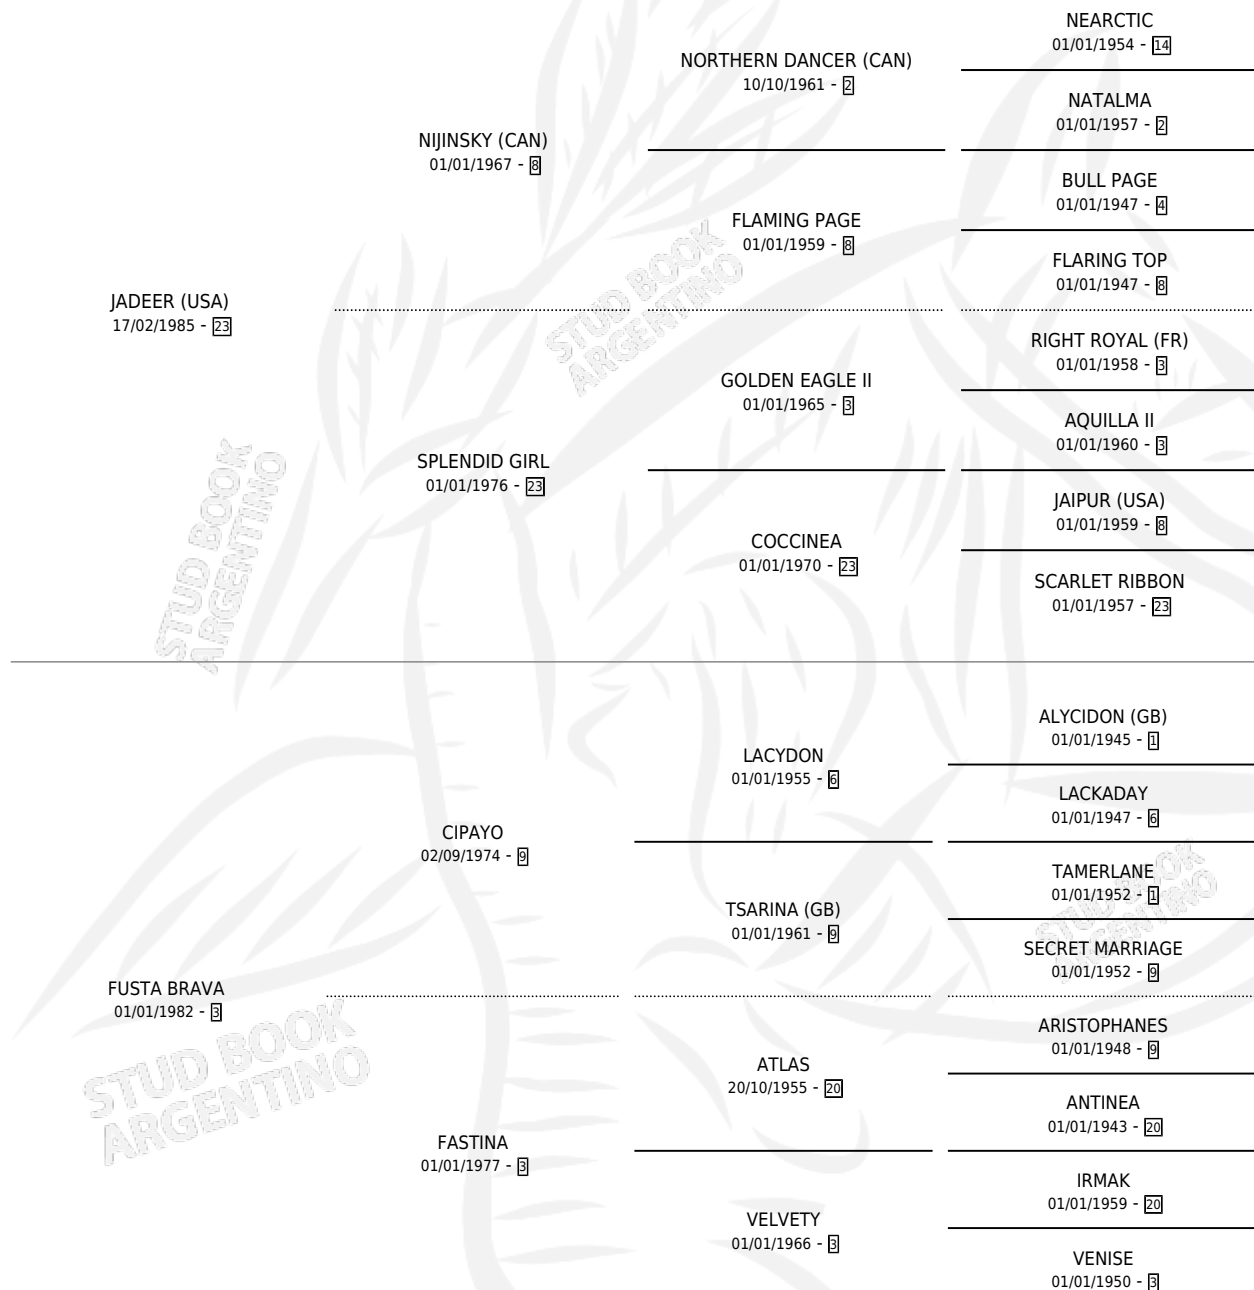 NEARCTIC
01/01/1954 - 14
NORTHERN DANCER (CAN)
10/10/1961 - 2
NATALMA
01/01/1957 - 2
NIJINSKY (CAN)
01/01/1967 - 8
BULL PAGE
01/01/1947 - 4
FLAMING PAGE
01/01/1959 - 8
FLARING TOP
01/01/1947 - 8
JADEER (USA)
17/02/1985 - 23
RIGHT ROYAL (FR)
01/01/1958 - 3
GOLDEN EAGLE II
01/01/1965 - 3
AQUILLA II
01/01/1960 - 3
SPLENDID GIRL
01/01/1976 - 23
JAIPUR (USA)
01/01/1959 - 8
COCCINEA
01/01/1970 - 23
SCARLET RIBBON
01/01/1957 - 23
ALYCIDON (GB)
01/01/1945 - 1
LACYDON
01/01/1955 - 6
LACKADAY
01/01/1947 - 6
CIPAYO
02/09/1974 - 9
TAMERLANE
01/01/1952 - 1
TSARINA (GB)
01/01/1961 - 9
SECRET MARRIAGE
01/01/1952 - 9
FUSTA BRAVA
01/01/1982 - 3
ARISTOPHANES
01/01/1948 - 9
ATLAS
20/10/1955 - 20
ANTINEA
01/01/1943 - 20
FASTINA
01/01/1977 - 3
IRMAK
01/01/1959 - 20
VELVETY
01/01/1966 - 3
VENISE
01/01/1950 - 3
STUD BOOK
ARGENTINO
STUD BOOK
ARGENTINO
STUD BOOK
ARGENTINO
STUD BOOK
ARGENTINO